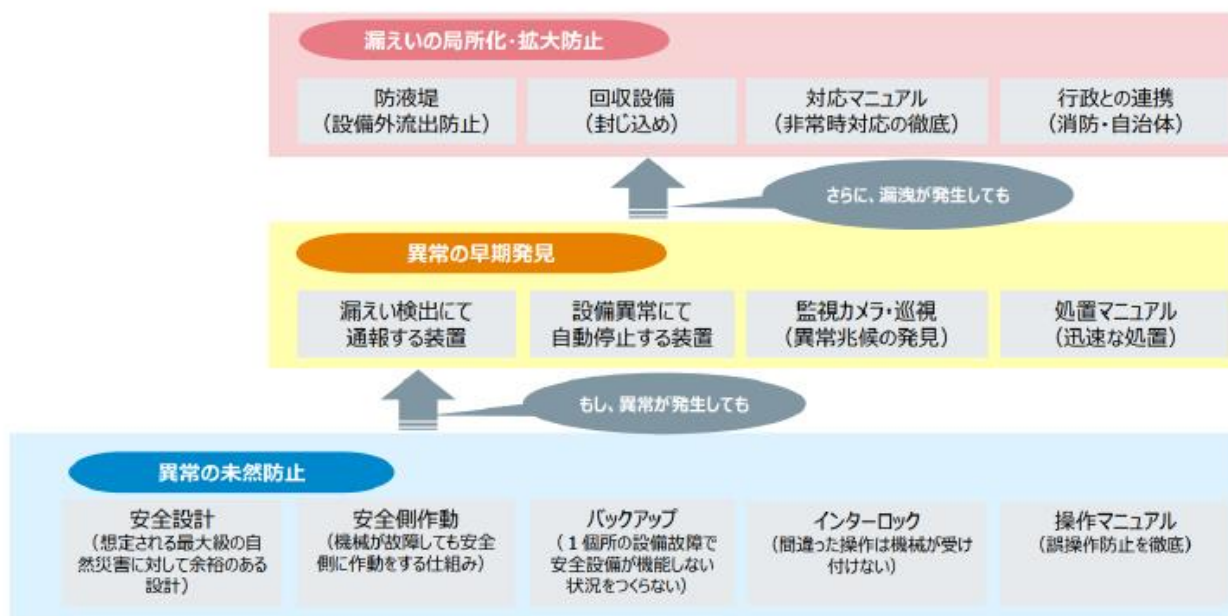 漏えいの局所化・拡大防止
防液堤
（設備外流出防止）
回収設備
（封じ込め）
対応マニュアル
（非常時対応の徹底）
行政との連携
（消防・自治体）
さらに、漏洩が発生しても
異常の早期発見
漏えい検出にて
通報する装置
設備異常にて
自動停止する装置
監視カメラ・巡視
（異常兆候の発見）
処置マニュアル
（迅速な処置）
もし、異常が発生しても
異常の未然防止
安全設計
（想定される最大級の自
然災害に対して余裕のある
設計）
安全側作動
（機械が故障しても安全
側に作動をする仕組み）
バックアップ
（１個所の設備故障で
安全設備が機能しない
状況をつくらない）
インターロック
（間違った操作は機械が受け
付けない）
操作マニュアル
（誤操作防止を徹底）